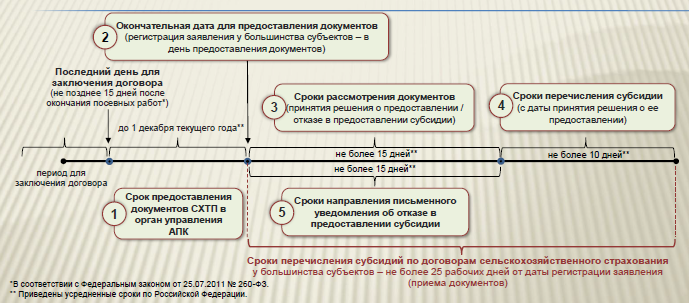 2
Окончательная дата для предоставления документов
(регистрация заявления у большинства субъектов – в
день предоставления документов)
Последний день для
заключения договора
(не позднее 15 дней после
окончания посевных работ*)
3
Сроки рассмотрения документов
(принятия решения о предоставлении /
отказе в предоставлении субсидии)
4
Сроки перечисления субсидии
(с даты принятия решения о ее
предоставлении)
до 1 декабря текущего года**
не более 15 дней**
не более 10 дней**
не более 15 дней**
период для
заключения договора
1
Срок предоставления
документов СХТП в
орган управления
АПК
5
Сроки направления письменного
уведомления об отказе в
предоставлении субсидии
Сроки перечисления субсидий по договорам сельскохозяйственного страхования
у большинства субъектов – не более 25 рабочих дней от даты регистрации заявления
(приема документов)
*В соответствии с Федеральным законом от 25.07.2011 № 260-ФЗ.
** Приведены усредненные сроки по Российской Федерации.